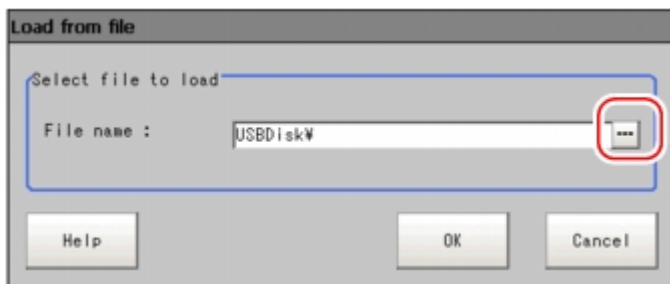 Load from file
Select file to load
File name :
USBDisk¥
...
Help
OK
Cancel